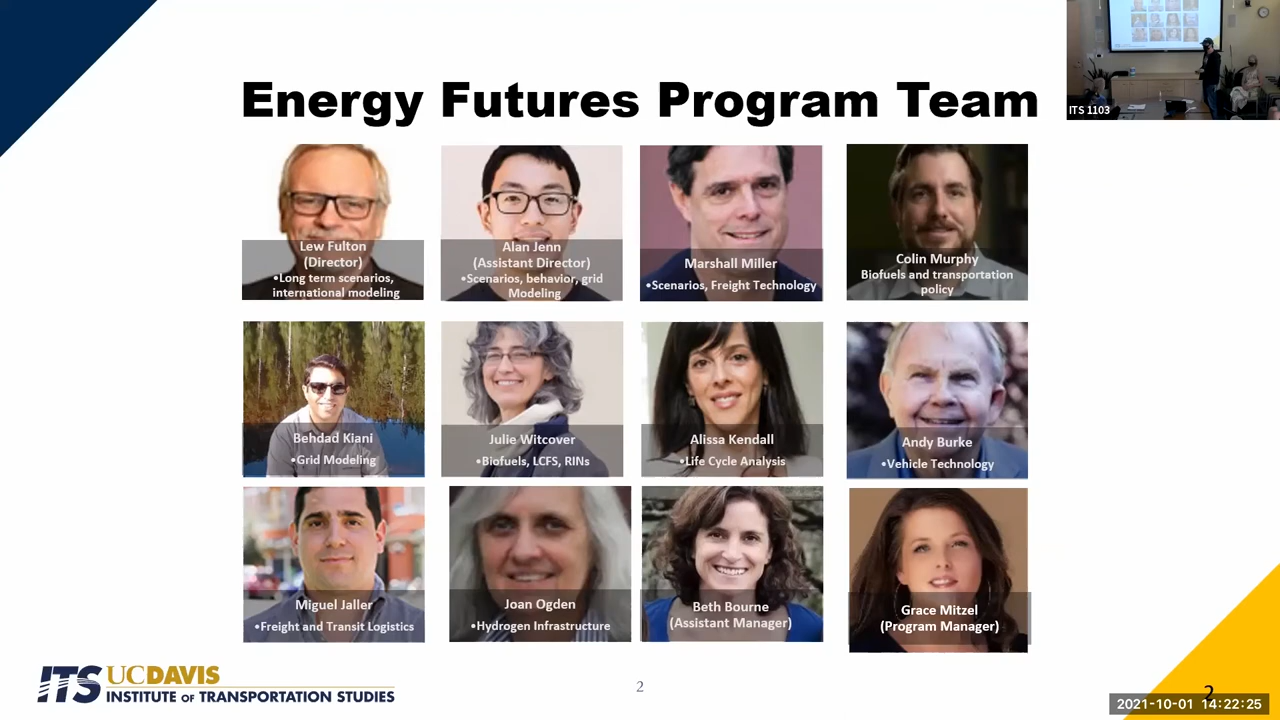 Energy Futures Program Team
ITS 1103
Lew Fulton
(Director)
•Long term scenarios,
international modeling
Alan Jenn
(Assistant Director)
•Scenarios, behavior, grid
Modeling
Marshall Miller
•Scenarios, Freight Technology
Colin Murphy
Biofuels and transportation
policy
Behdad Kiani
•Grid Modeling
Julie Witcover
•Biofuels, LCFS, RINs
Alissa Kendall
•Life Cycle Analysis
Andy Burke
•Vehicle Technology
Miguel Jaller
•Freight and Transit Logistics
Joan Ogden
•Hydrogen Infrastructure
Beth Bourne
(Assistant Manager)
Grace Mitzel
(Program Manager)
ITS UCDAVIS
INSTITUTE OF TRANSPORTATION STUDIES
2
2
2021-10-01 14:22:25